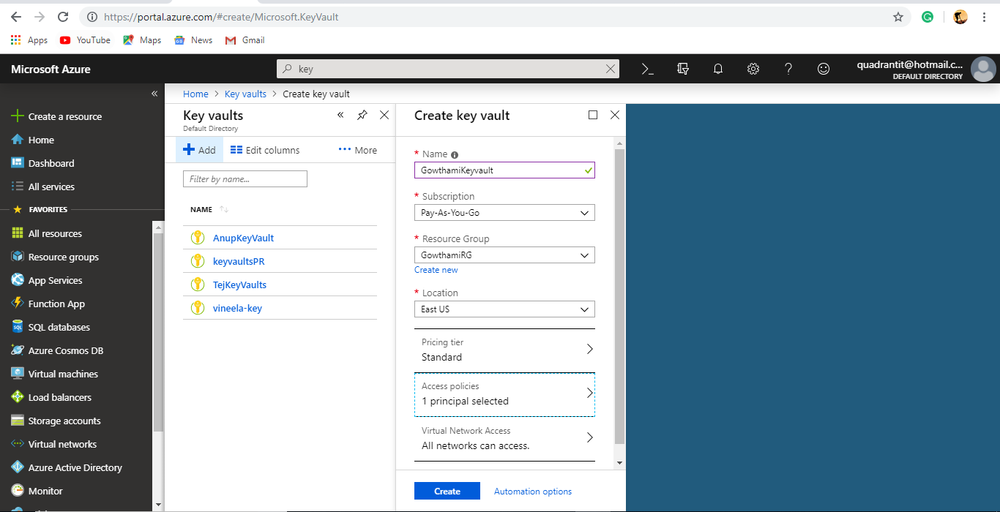 https://portal.azure.com/#create/Microsoft.KeyVault
Apps YouTube Maps News Gmail
Microsoft Azure
key
quadrantit@hotmail.c...
DEFAULT DIRECTORY
Create a resource
Home
Dashboard
All services
FAVORITES
All resources
Resource groups
App Services
Function App
SQL databases
Azure Cosmos DB
Virtual machines
Load balancers
Storage accounts
Virtual networks
Azure Active Directory
Monitor
Home > Key vaults > Create key vault
Key vaults
Default Directory
Add Edit columns ... More
Filter by name...
NAME
AnupKeyVault
keyvaultsPR
TejKeyVaults
vineela-key
Create key vault
* Name
GowthamiKeyvault
* Subscription
Pay-As-You-Go
* Resource Group
GowthamiRG
Create new
* Location
East US
Pricing tier
Standard
Access policies
1 principal selected
Virtual Network Access
All networks can access.
Create Automation options